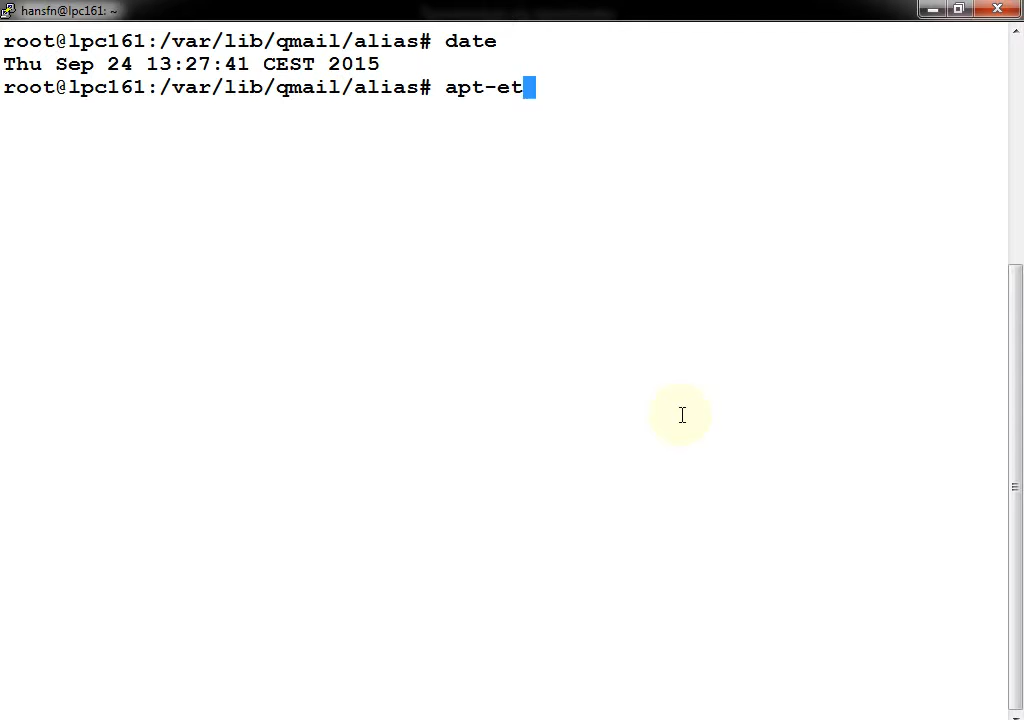 hansfn@lpc161: ~
root@lpc161:/var/lib/qmail/alias# date
Thu Sep 24 13:27:41 CEST 2015
root@lpc161:/var/lib/qmail/alias# apt-et